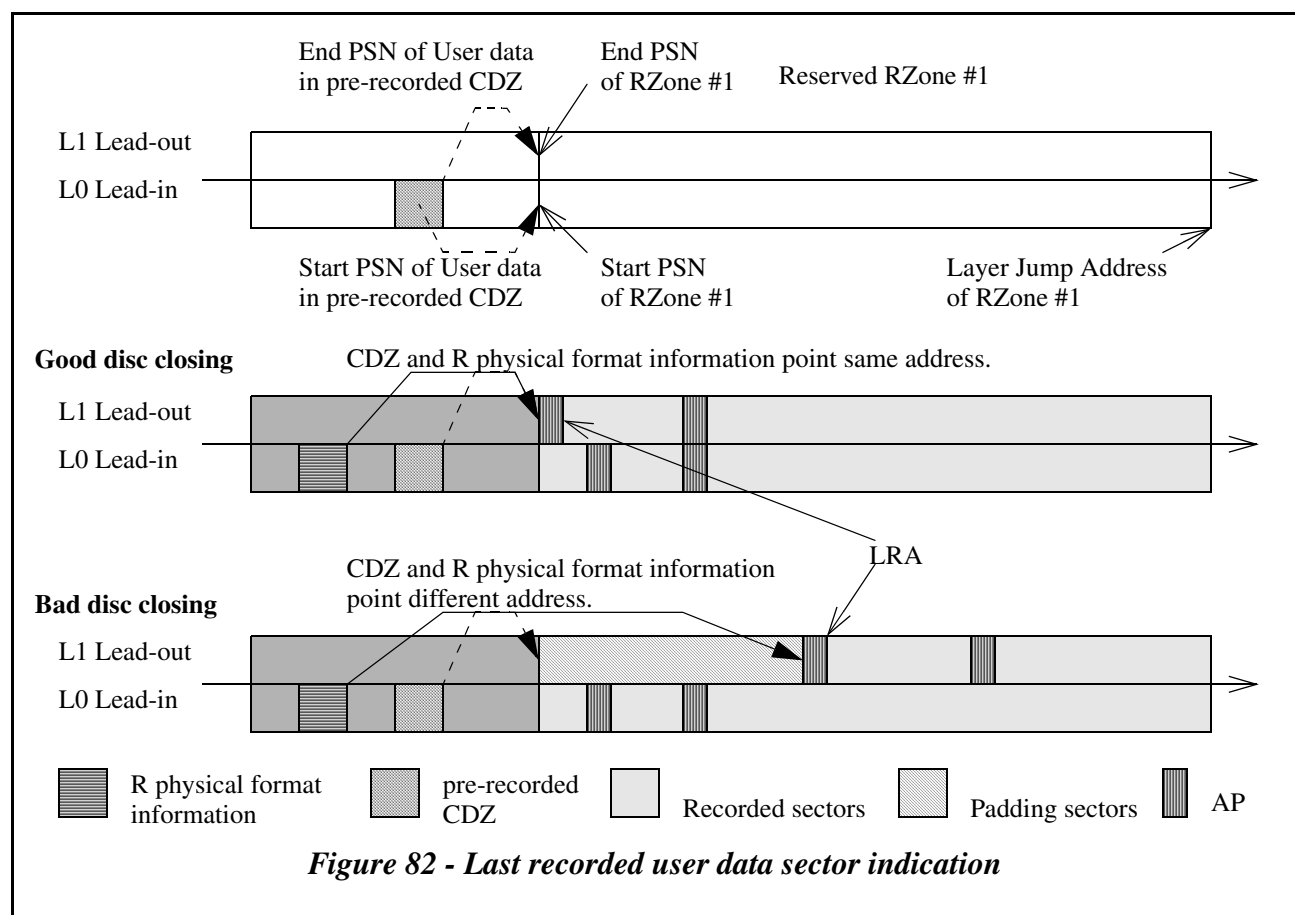 End PSN of User data
in pre-recorded CDZ
End PSN
of RZone #1
Reserved RZone #1
L1 Lead-out
L0 Lead-in
Start PSN of User data
in pre-recorded CDZ
Start PSN
of RZone #1
Layer Jump Address
of RZone #1
Good disc closing
CDZ and R physical format information point same address.
L1 Lead-out
L0 Lead-in
LRA
CDZ and R physical format information
point different address.
Bad disc closing
L1 Lead-out
L0 Lead-in
R physical format
information
pre-recorded
CDZ
Recorded sectors
Padding sectors
AP
Figure 82 - Last recorded user data sector indication